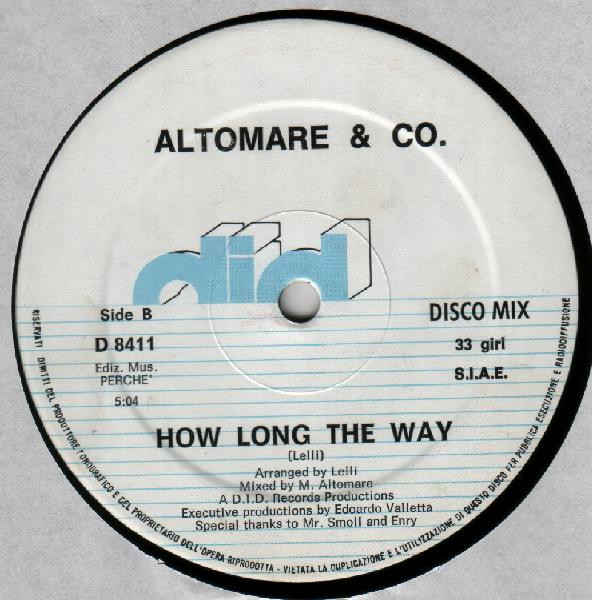 ALTOMARE & CO.
did
Side B
DISCO MIX
D 8411
33 giri
Ediz. Mus.
PERCHE'
S.I.A.E.
5:04
HOW LONG THE WAY
(Lelli)
Arranged by Lelli
Mixed by M. Altomare
A D.I.D. Records Productions
Executive productions by Edoardo Valletta
Special thanks to Mr. Smoll and Enry
RISERVATI DIRITTI DEL PRODUTTORE FONOGRAFICO E DEL PROPRIETARIO DELL'OPERA RIPRODOTTA - VIETATA LA DUPLICAZIONE E L'UTILIZZAZIONE DI QUESTO DISCO PER PUBBLICA ESECUZIONE E RADIODIFFUSIONE